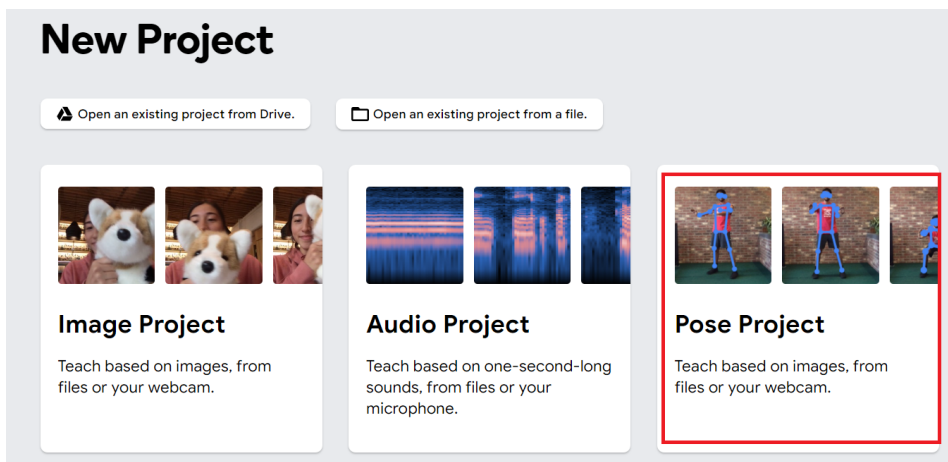 New Project
Open an existing project from Drive.
Open an existing project from a file.
Image Project
Teach based on images, from
files or your webcam.
Audio Project
Teach based on one-second-long
sounds, from files or your
microphone.
Pose Project
Teach based on images, from
files or your webcam.